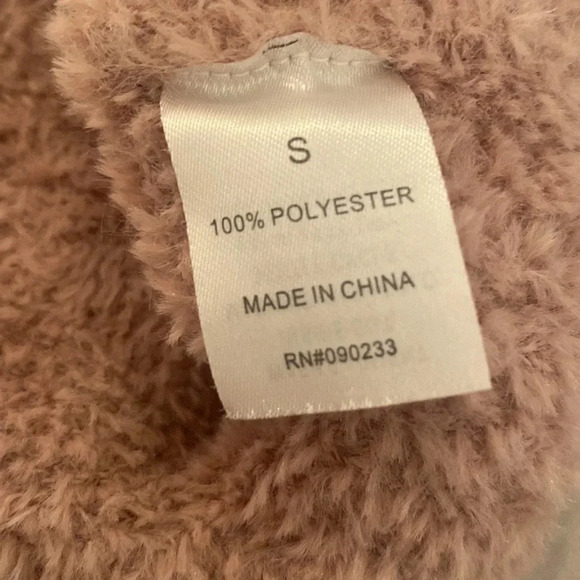 S
100% POLYESTER
MADE IN CHINA
RN#090233